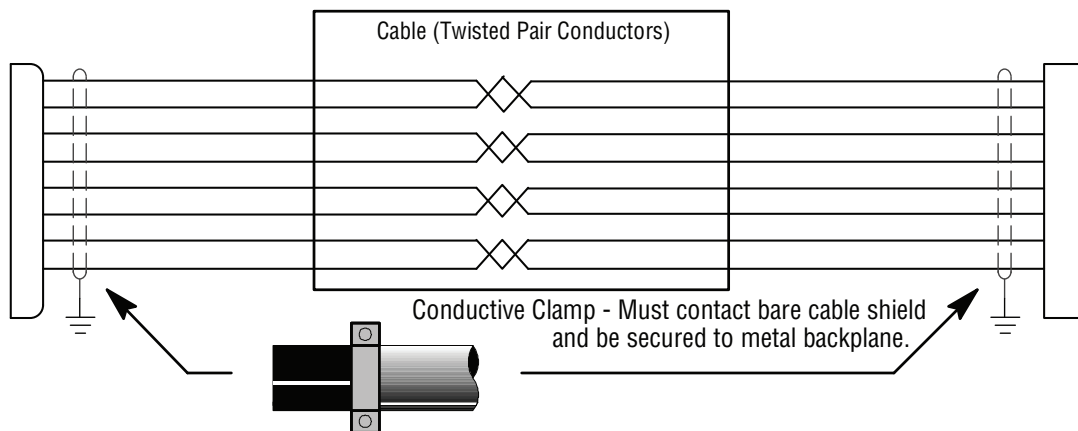 Cable (Twisted Pair Conductors)
Conductive Clamp - Must contact bare cable shield
and be secured to metal backplane.